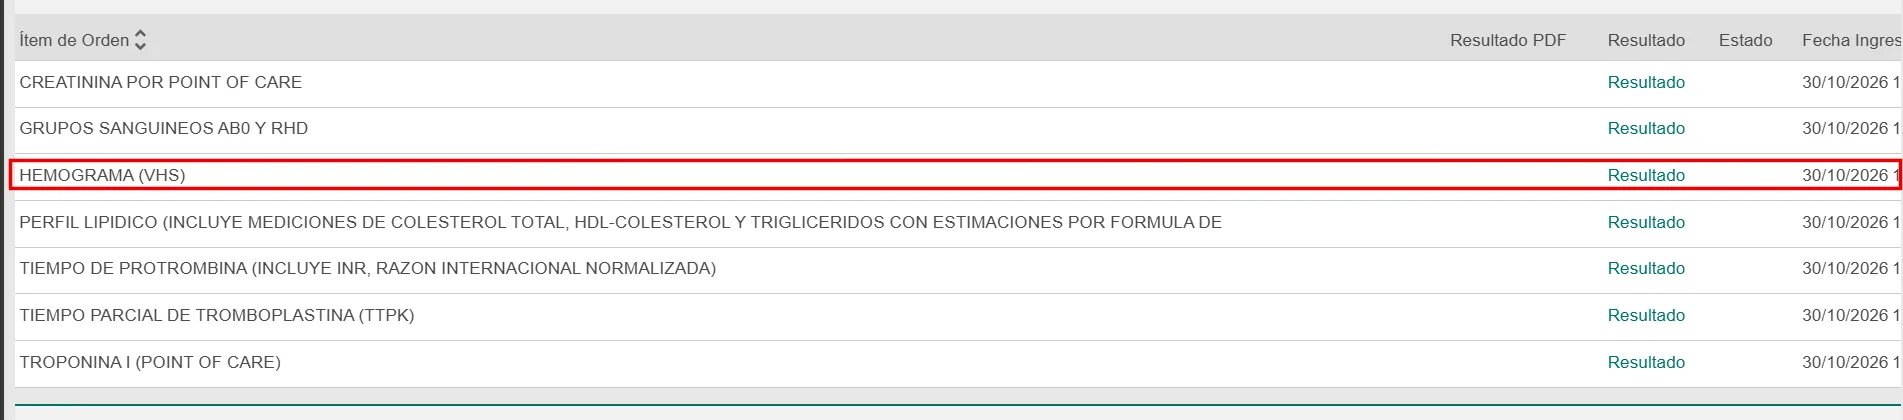 Ítem de Orden Resultado PDF Resultado Estado Fecha Ingres
CREATININA POR POINT OF CARE Resultado 30/10/2026 1
GRUPOS SANGUINEOS AB0 Y RHD Resultado 30/10/2026 1
HEMOGRAMA (VHS) Resultado 30/10/2026 1
PERFIL LIPIDICO (INCLUYE MEDICIONES DE COLESTEROL TOTAL, HDL-COLESTEROL Y TRIGLICERIDOS CON ESTIMACIONES POR FORMULA DE Resultado 30/10/2026 1
TIEMPO DE PROTROMBINA (INCLUYE INR, RAZON INTERNACIONAL NORMALIZADA) Resultado 30/10/2026 1
TIEMPO PARCIAL DE TROMBOPLASTINA (TTPK) Resultado 30/10/2026 1
TROPONINA I (POINT OF CARE) Resultado 30/10/2026 1